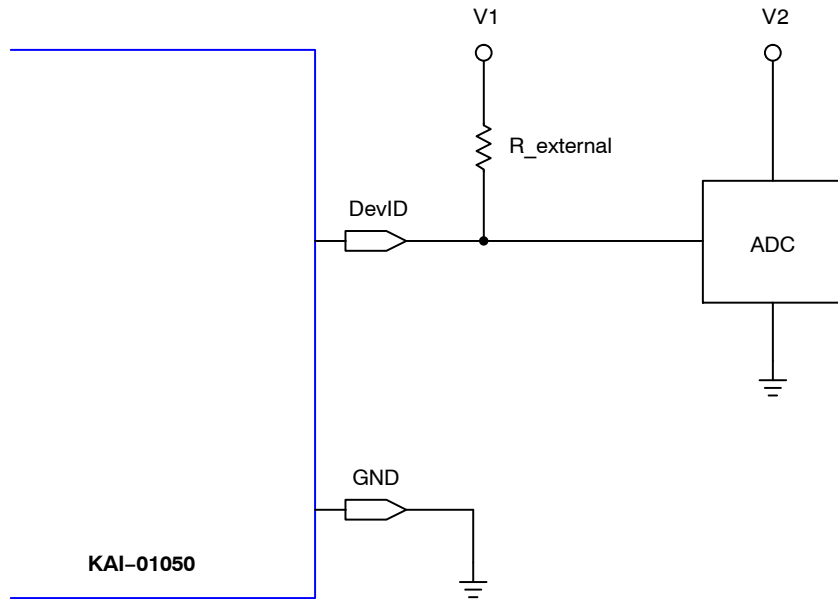 V1
V2
R_external
DevID
ADC
GND
KAI−01050